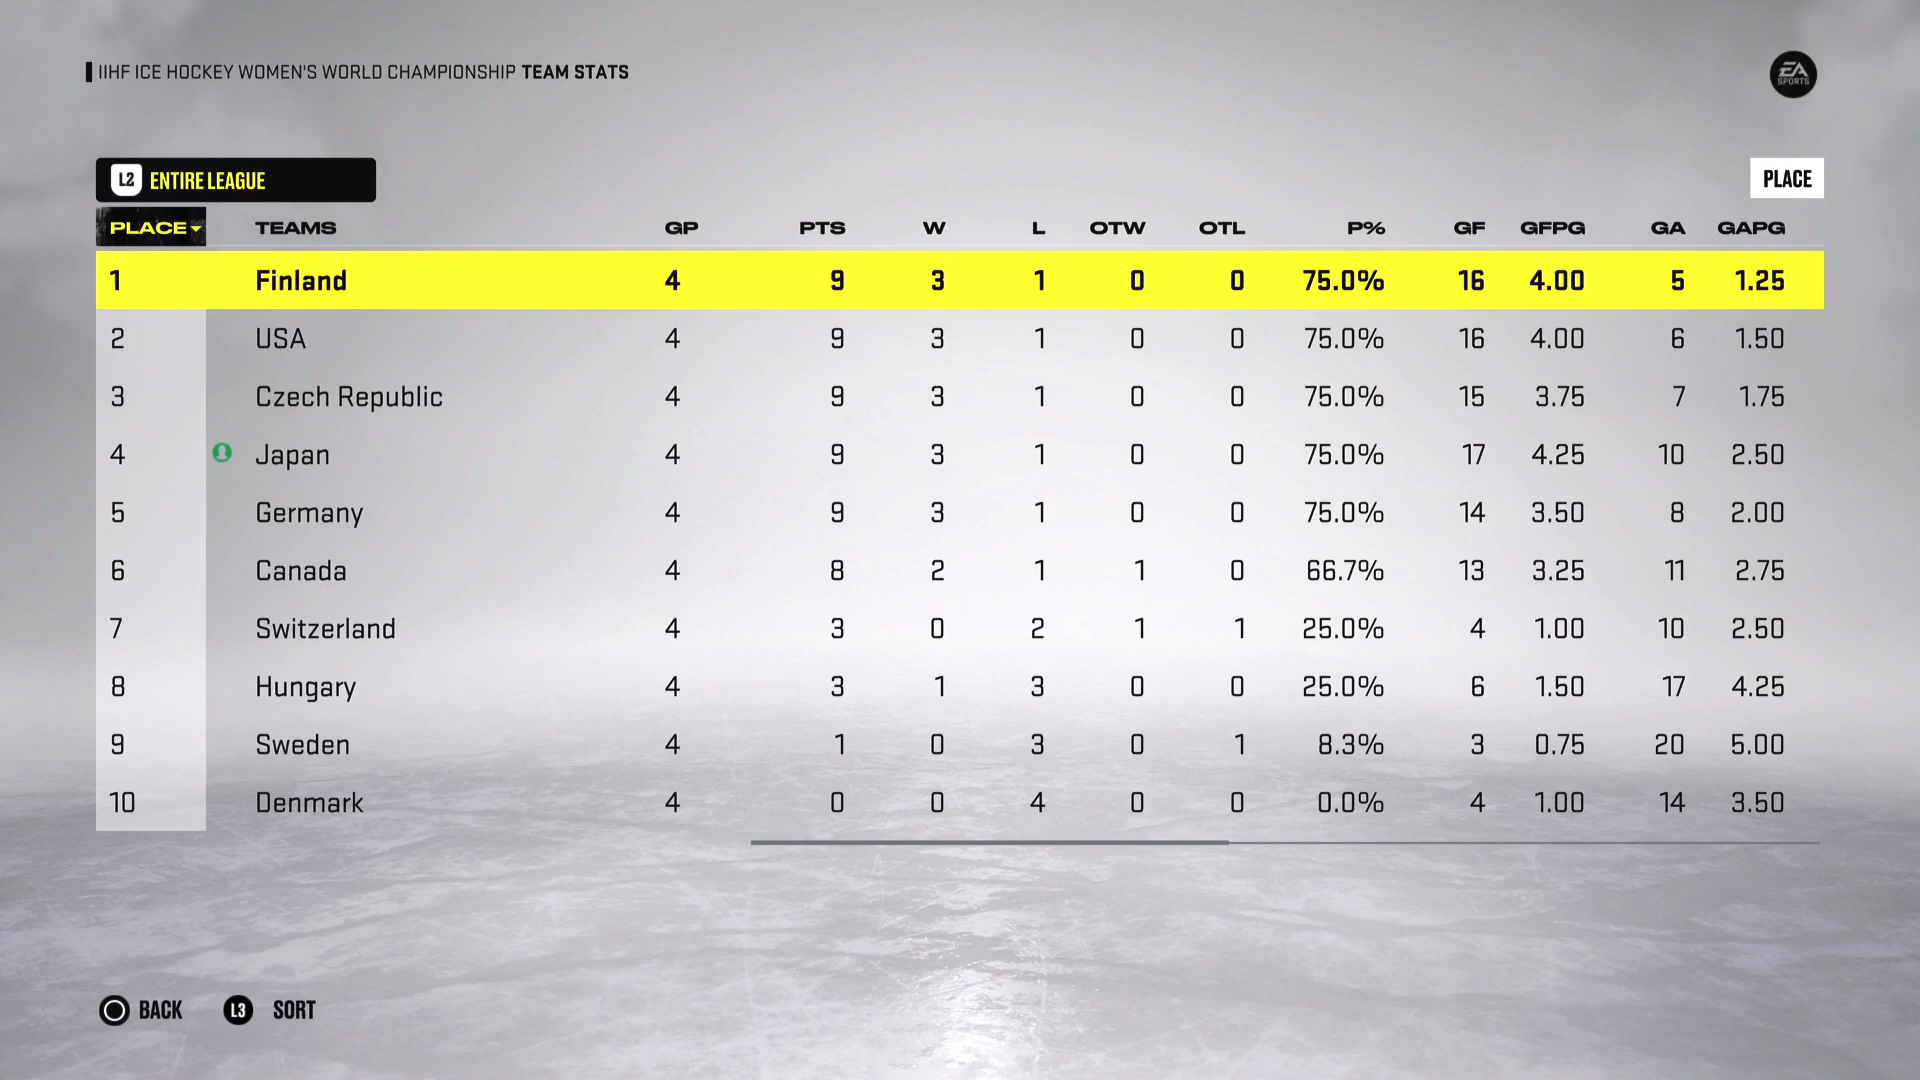 IIHF ICE HOCKEY WOMEN'S WORLD CHAMPIONSHIP TEAM STATS
EA SPORTS
L2 ENTIRE LEAGUE
PLACE
PLACE TEAMS GP PTS W L OTW OTL P% GF GFPG GA GAPG
1 Finland 4 9 3 1 0 0 75.0% 16 4.00 5 1.25
2 USA 4 9 3 1 0 0 75.0% 16 4.00 6 1.50
3 Czech Republic 4 9 3 1 0 0 75.0% 15 3.75 7 1.75
4 Japan 4 9 3 1 0 0 75.0% 17 4.25 10 2.50
5 Germany 4 9 3 1 0 0 75.0% 14 3.50 8 2.00
6 Canada 4 8 2 1 1 0 66.7% 13 3.25 11 2.75
7 Switzerland 4 3 0 2 1 1 25.0% 4 1.00 10 2.50
8 Hungary 4 3 1 3 0 0 25.0% 6 1.50 17 4.25
9 Sweden 4 1 0 3 0 1 8.3% 3 0.75 20 5.00
10 Denmark 4 0 0 4 0 0 0.0% 4 1.00 14 3.50
BACK L3 SORT